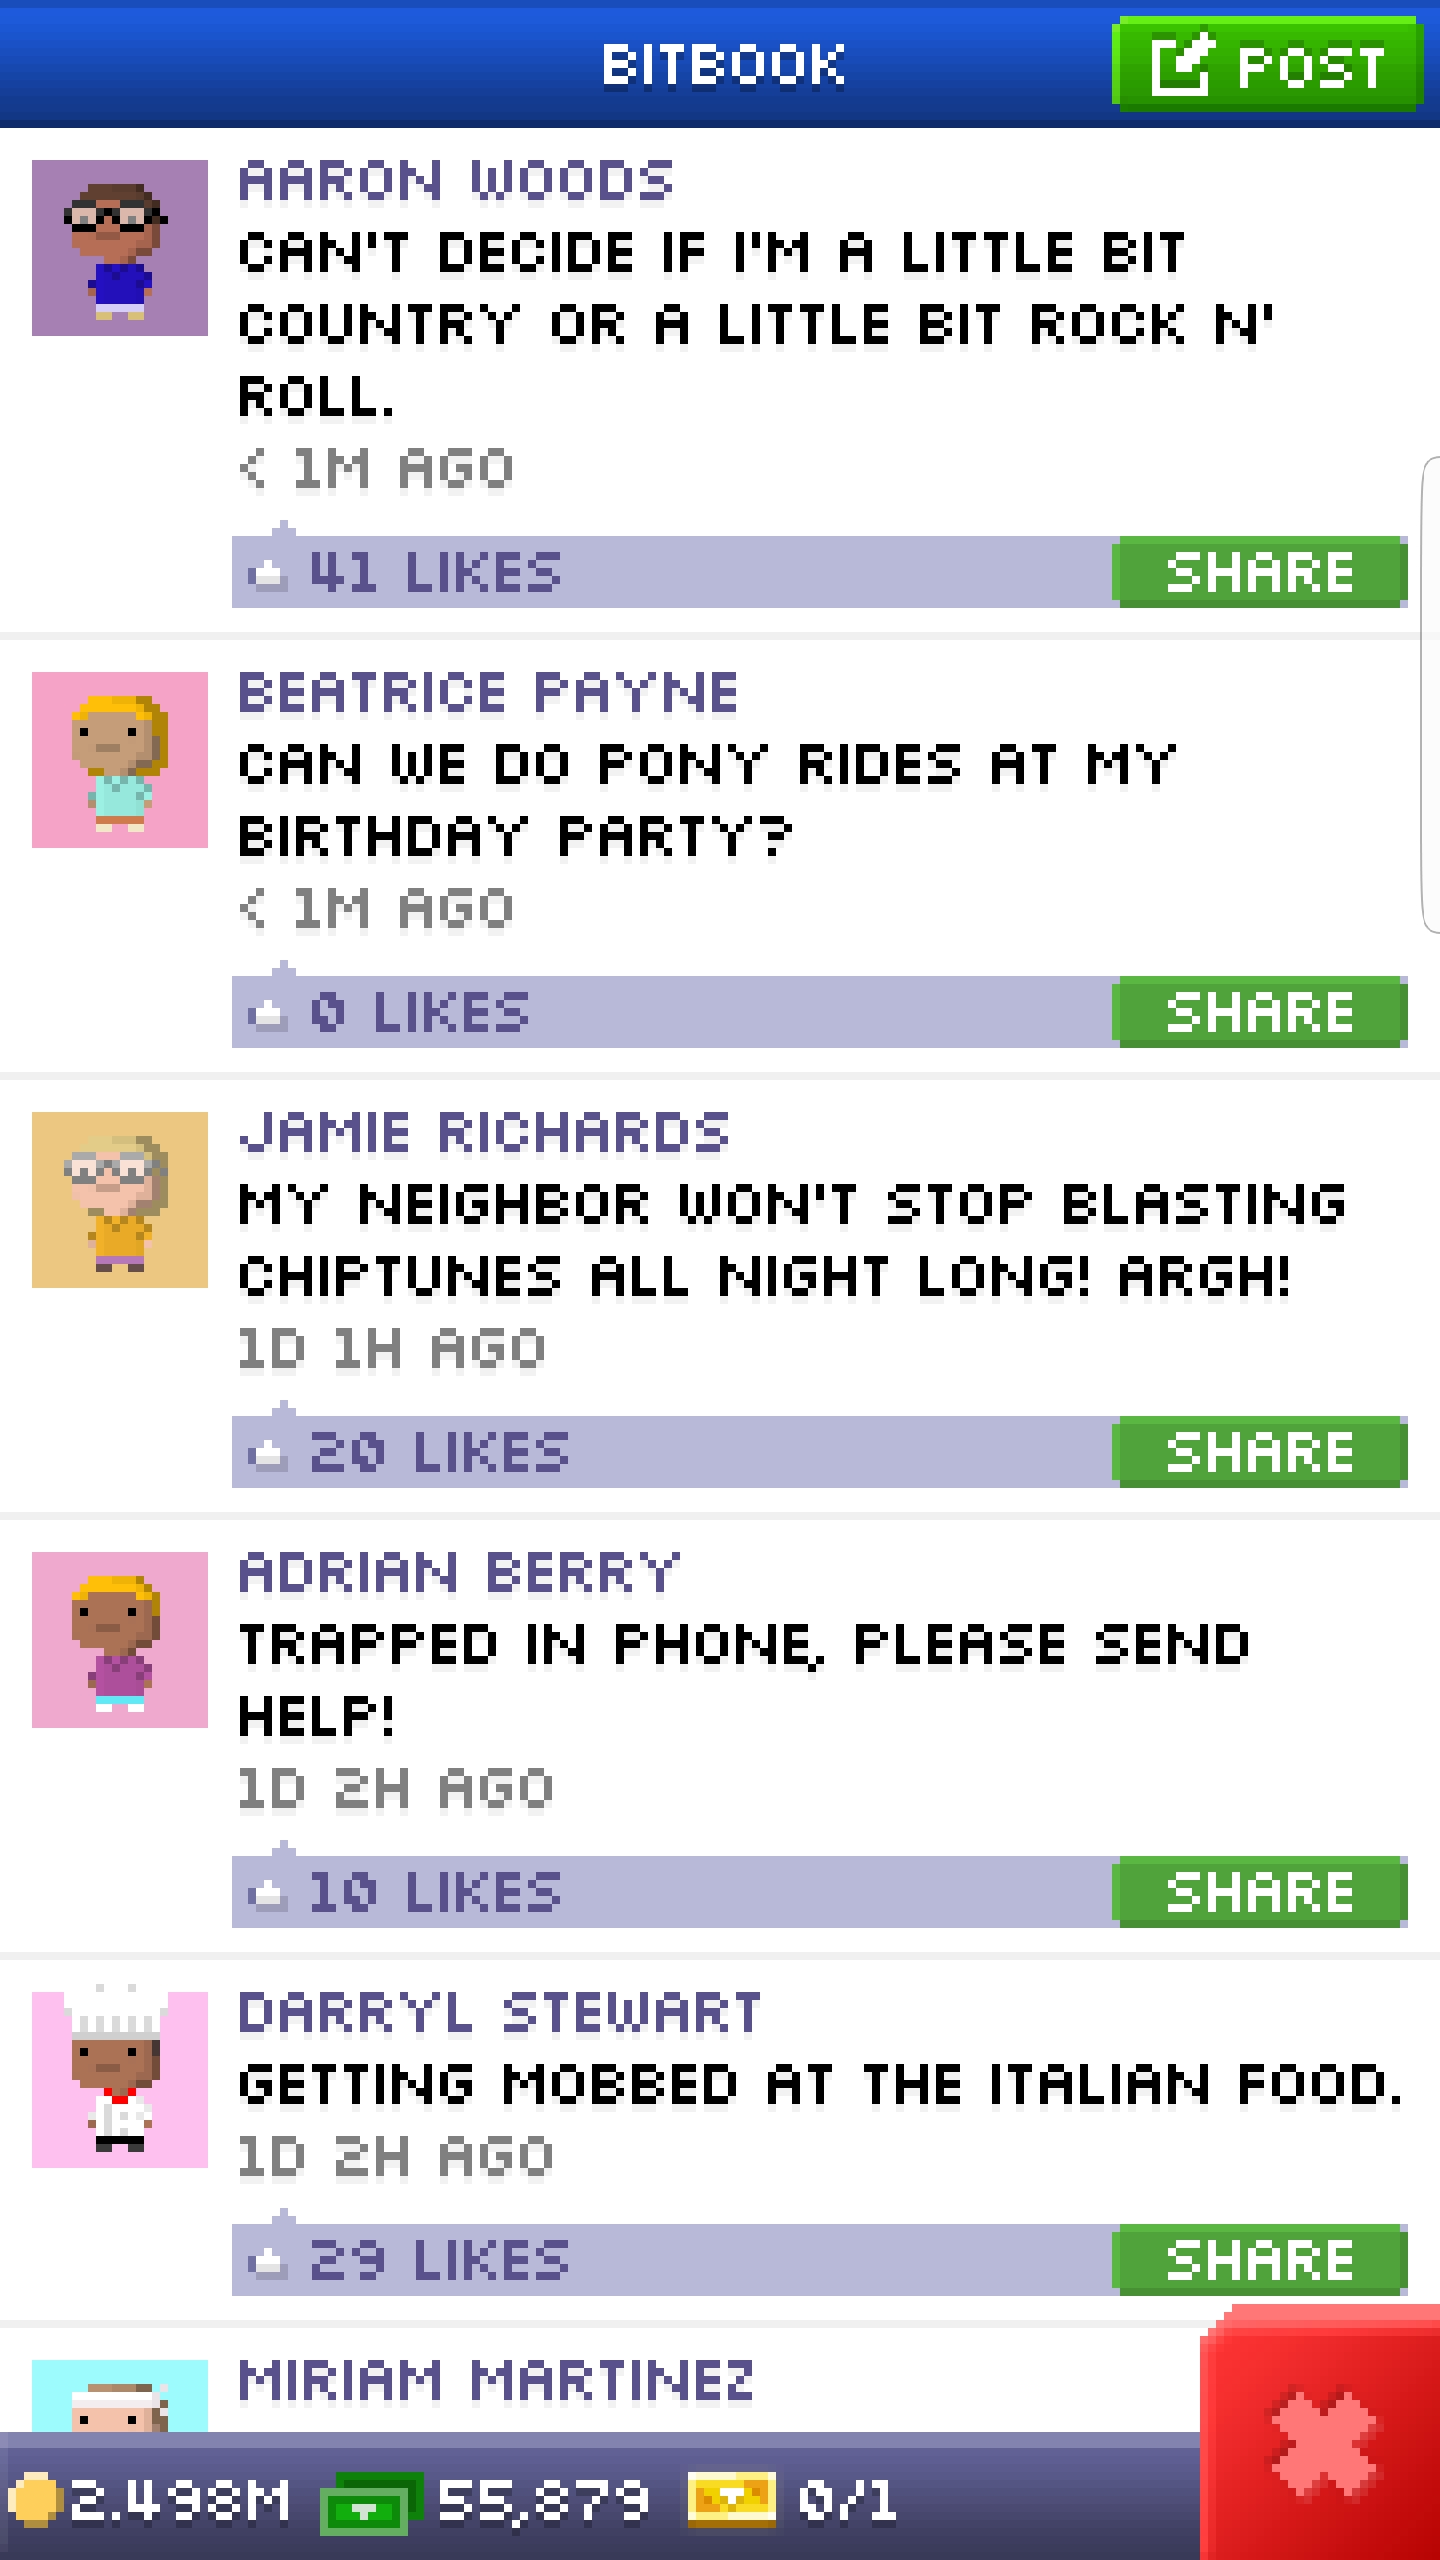 BITBOOK
POST
AARON WOODS
CAN'T DECIDE IF I'M A LITTLE BIT
COUNTRY OR A LITTLE BIT ROCK N'
ROLL.
< 1M AGO
41 LIKES
SHARE
BEATRICE PAYNE
CAN WE DO PONY RIDES AT MY
BIRTHDAY PARTY?
< 1M AGO
0 LIKES
SHARE
JAMIE RICHARDS
MY NEIGHBOR WON'T STOP BLASTING
CHIPTUNES ALL NIGHT LONG! ARGH!
1D 1H AGO
20 LIKES
SHARE
ADRIAN BERRY
TRAPPED IN PHONE, PLEASE SEND
HELP!
1D 2H AGO
10 LIKES
SHARE
DARRYL STEWART
GETTING MOBBED AT THE ITALIAN FOOD.
1D 2H AGO
29 LIKES
SHARE
MIRIAM MARTINEZ
2.498M
55,879
0/1